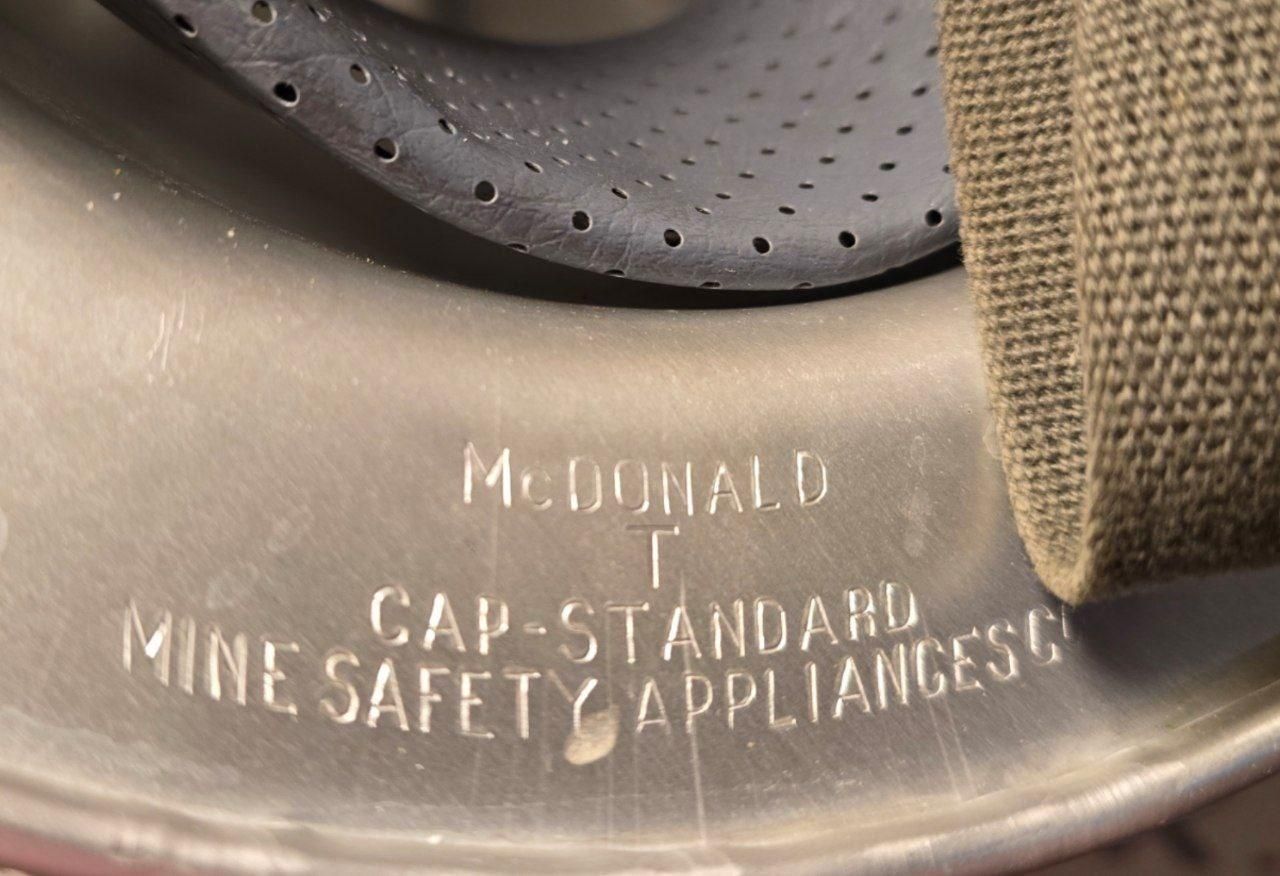 McDONALD
T
CAP-STANDARD
MINE SAFETY APPLIANCES